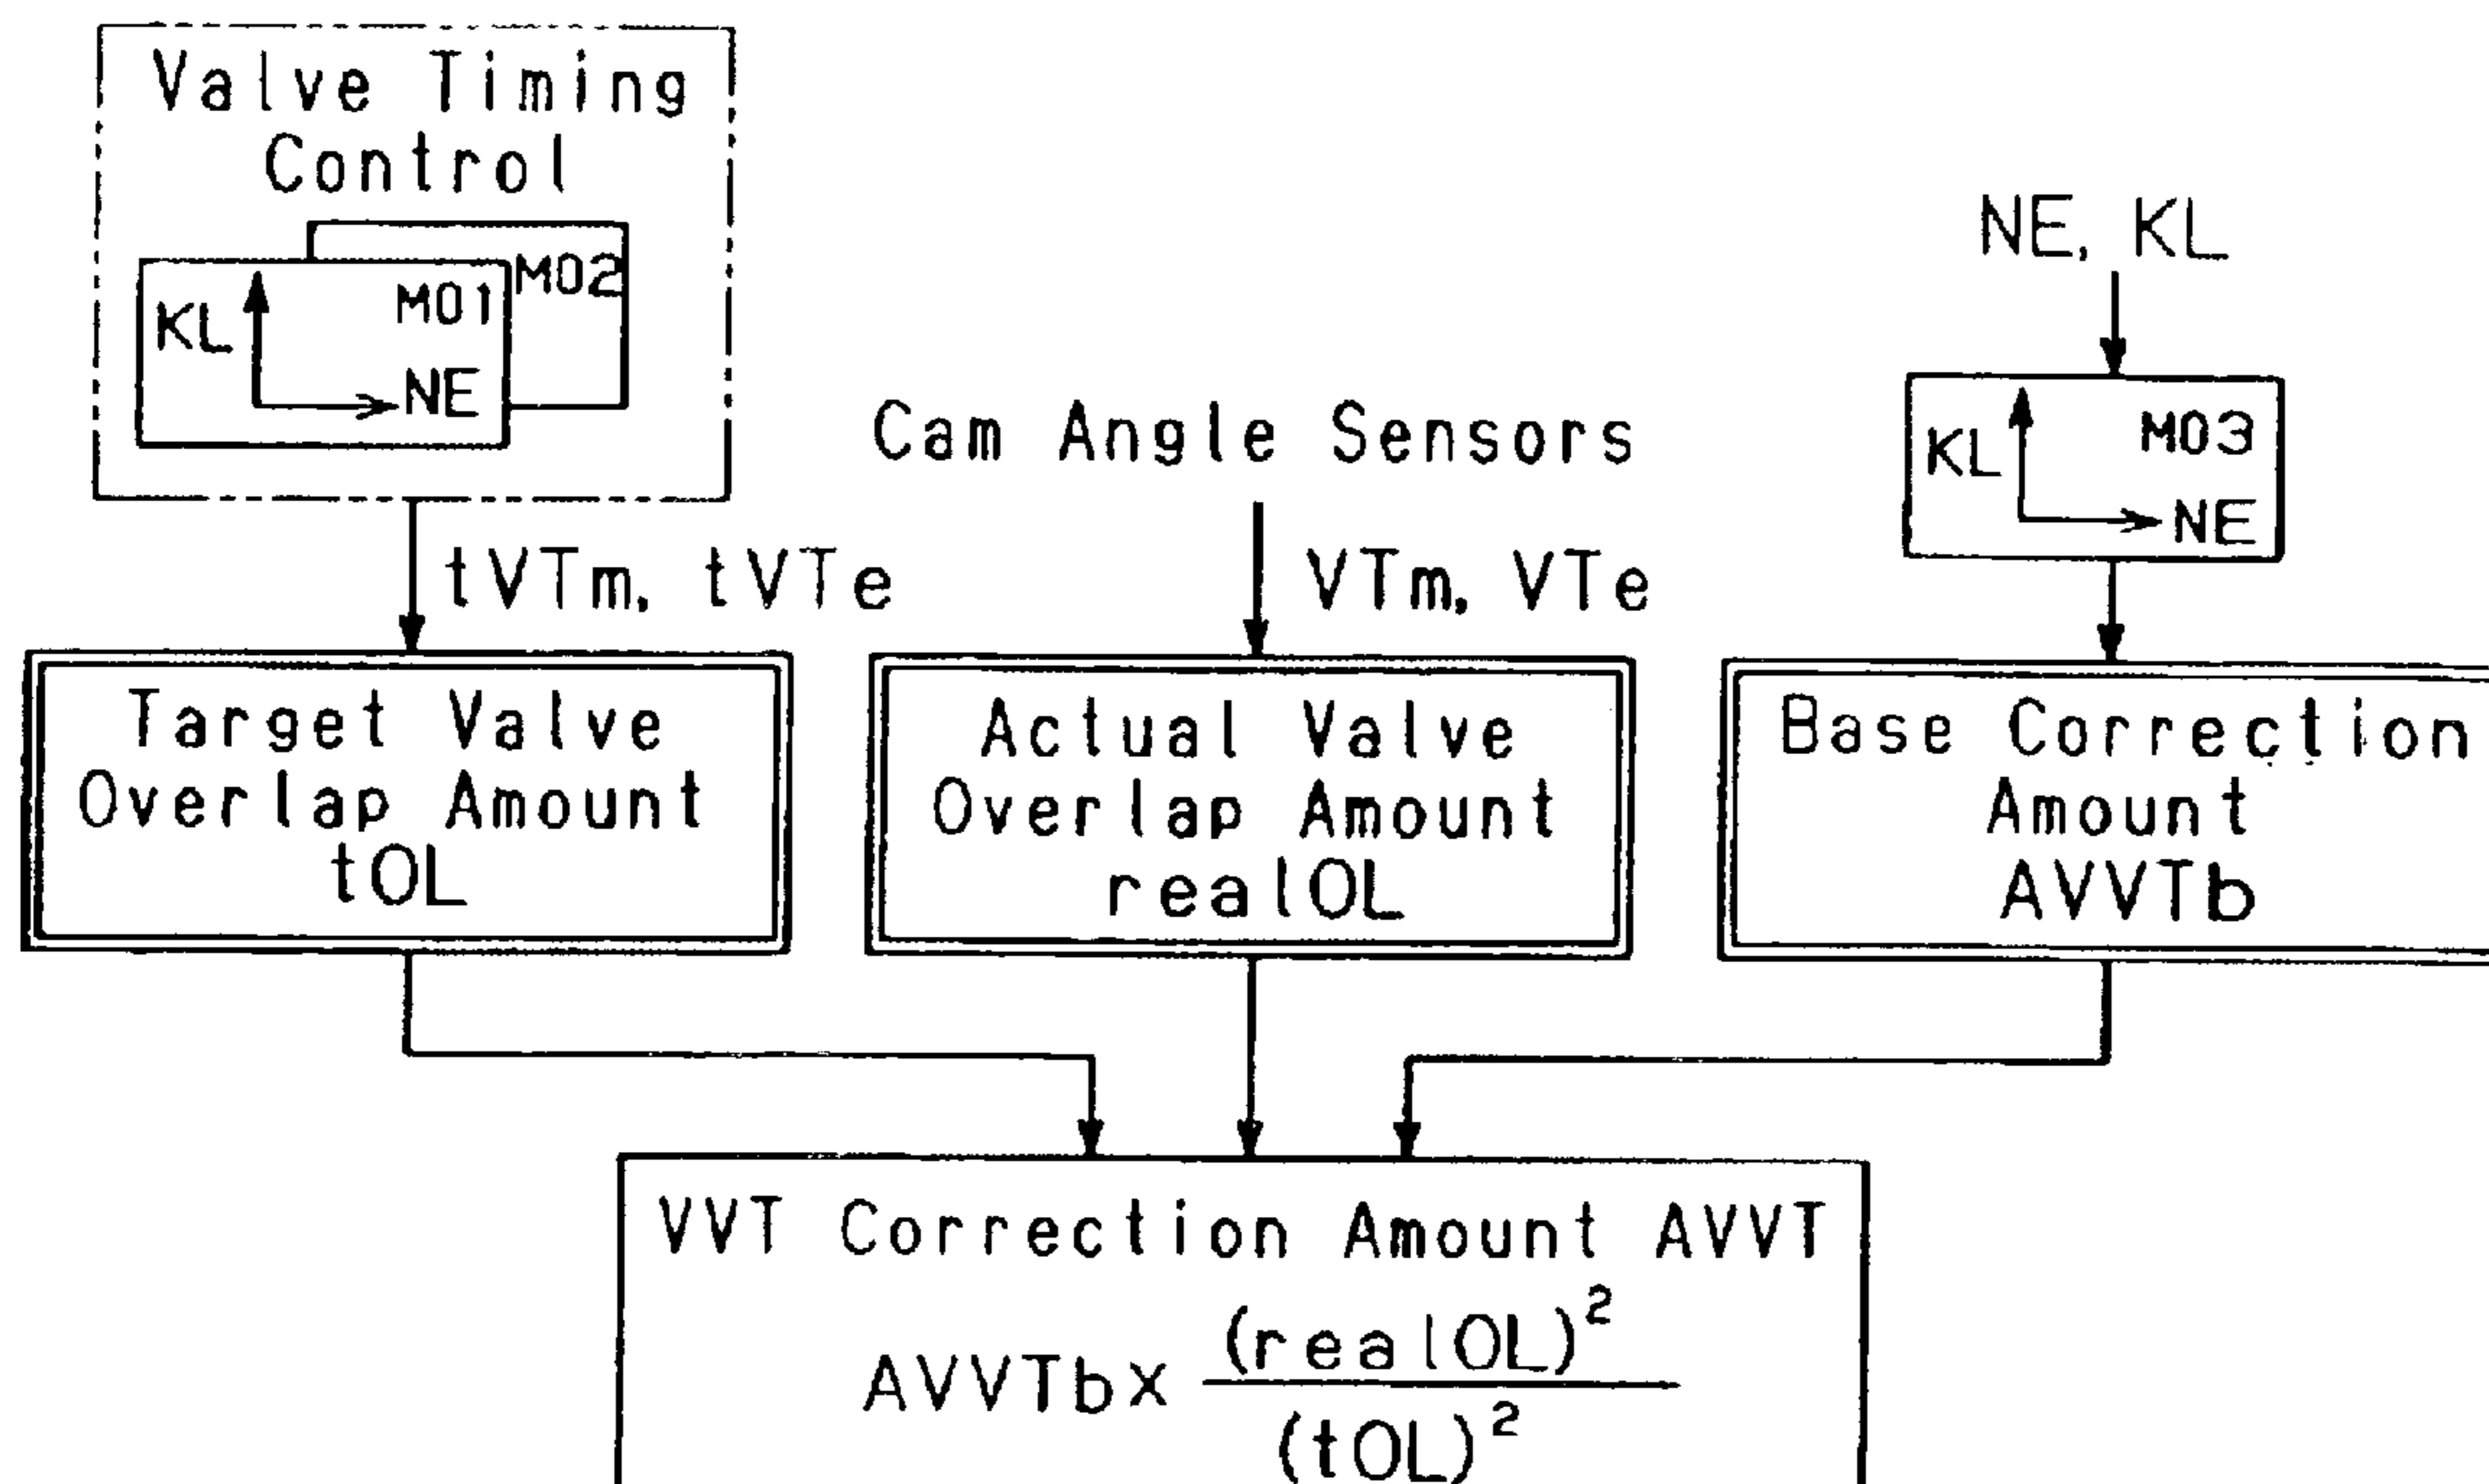 Valve Timing
Control
M02
M01
KL
NE
tVTm, tVTe
Cam Angle Sensors
VTm, VTe
NE, KL
M03
KL
NE
Target Valve
Overlap Amount
tOL
Actual Valve
Overlap Amount
realOL
Base Correction
Amount
AVVTb
VVT Correction Amount AVVT
AVVTb× (realOL)²
(tOL)²